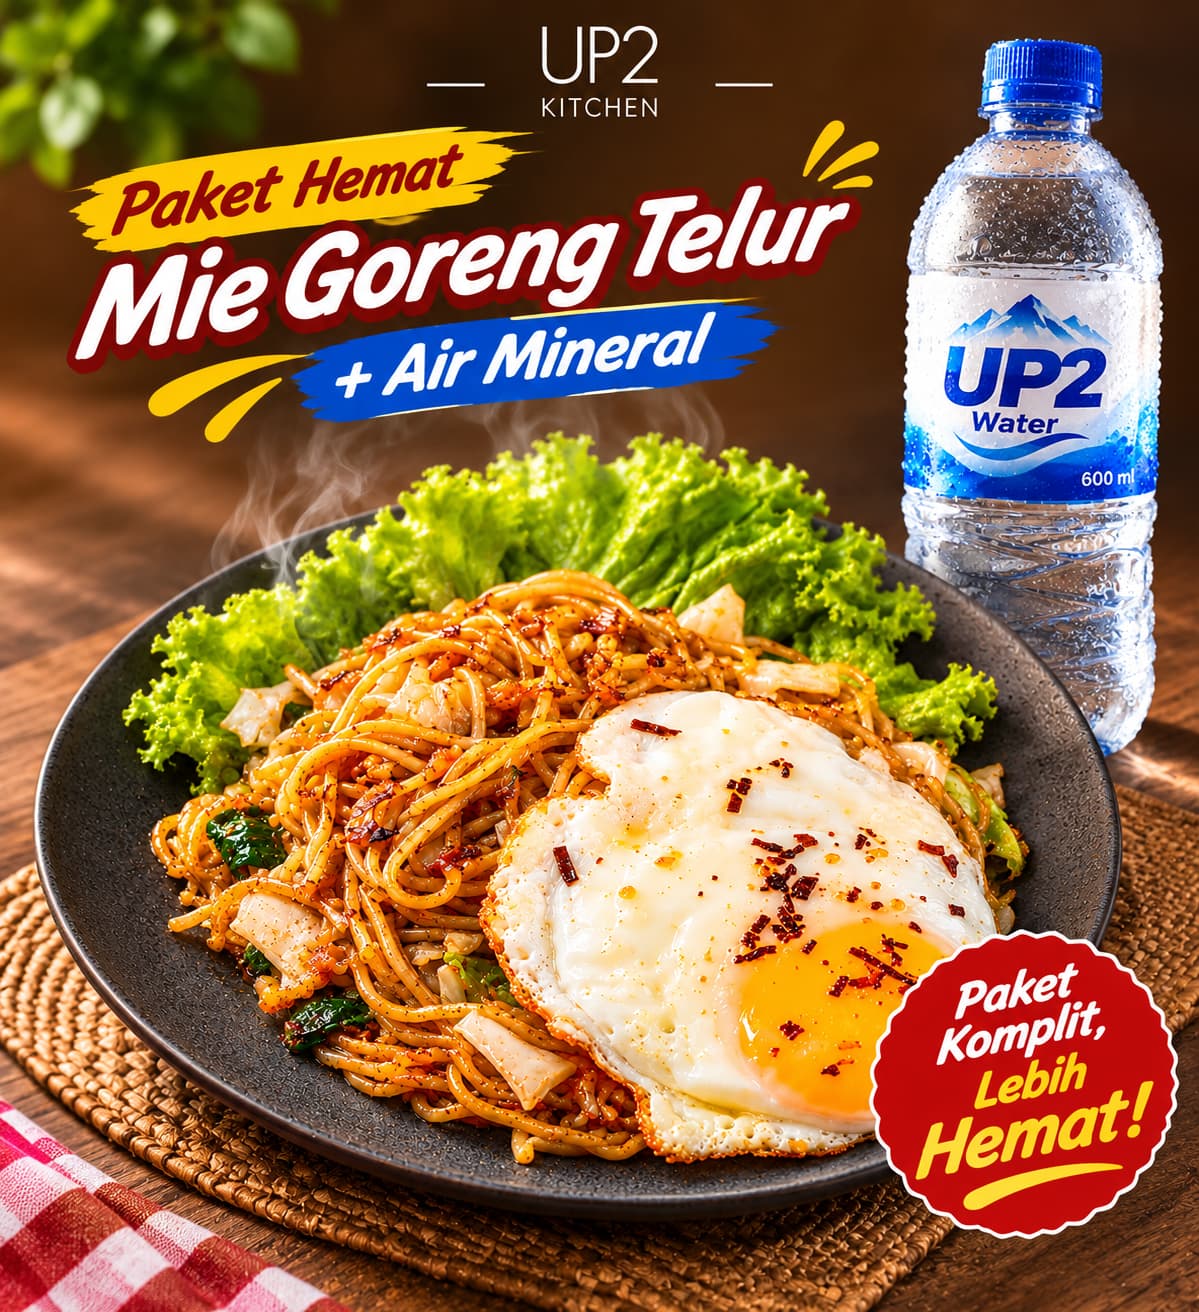 UP2
KITCHEN
Paket Hemat
Mie Goreng Telur
+ Air Mineral
UP2
Water
600 ml
Paket
Komplit,
Lebih
Hemat!